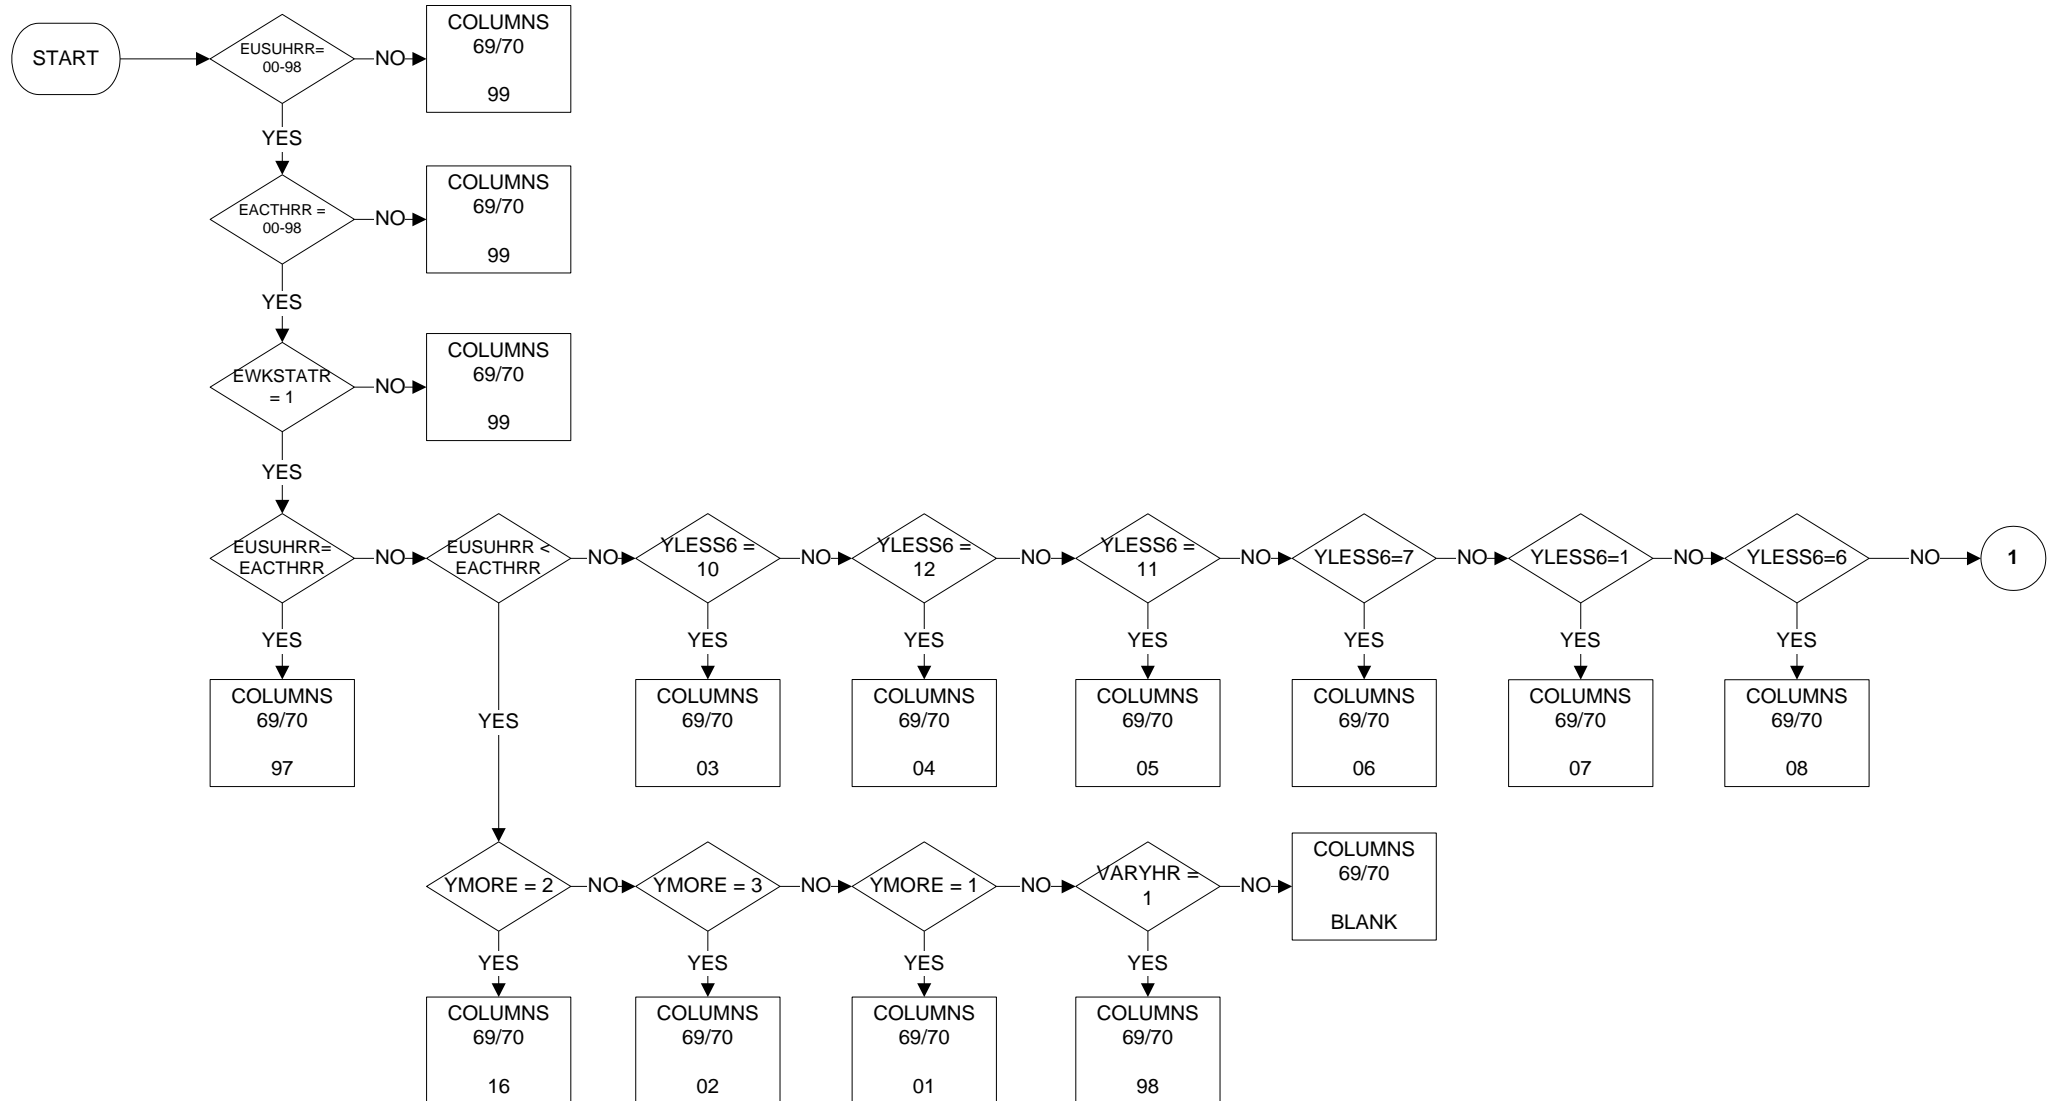 START
EUSUHRR=
00-98
NO
COLUMNS
69/70
99
YES
EACTHRR =
00-98
NO
COLUMNS
69/70
99
YES
EWKSTATR
= 1
NO
COLUMNS
69/70
99
YES
EUSUHRR=
EACTHRR
NO
EUSUHRR <
EACTHRR
NO
YLESS6 =
10
NO
YLESS6 =
12
NO
YLESS6 =
11
NO
YLESS6=7
NO
YLESS6=1
NO
YLESS6=6
NO
1
YES
COLUMNS
69/70
97
YES
YES
COLUMNS
69/70
03
YES
COLUMNS
69/70
04
YES
COLUMNS
69/70
05
YES
COLUMNS
69/70
06
YES
COLUMNS
69/70
07
YES
COLUMNS
69/70
08
YMORE = 2
NO
YMORE = 3
NO
YMORE = 1
NO
VARYHR =
1
NO
COLUMNS
69/70
BLANK
YES
COLUMNS
69/70
16
YES
COLUMNS
69/70
02
YES
COLUMNS
69/70
01
YES
COLUMNS
69/70
98